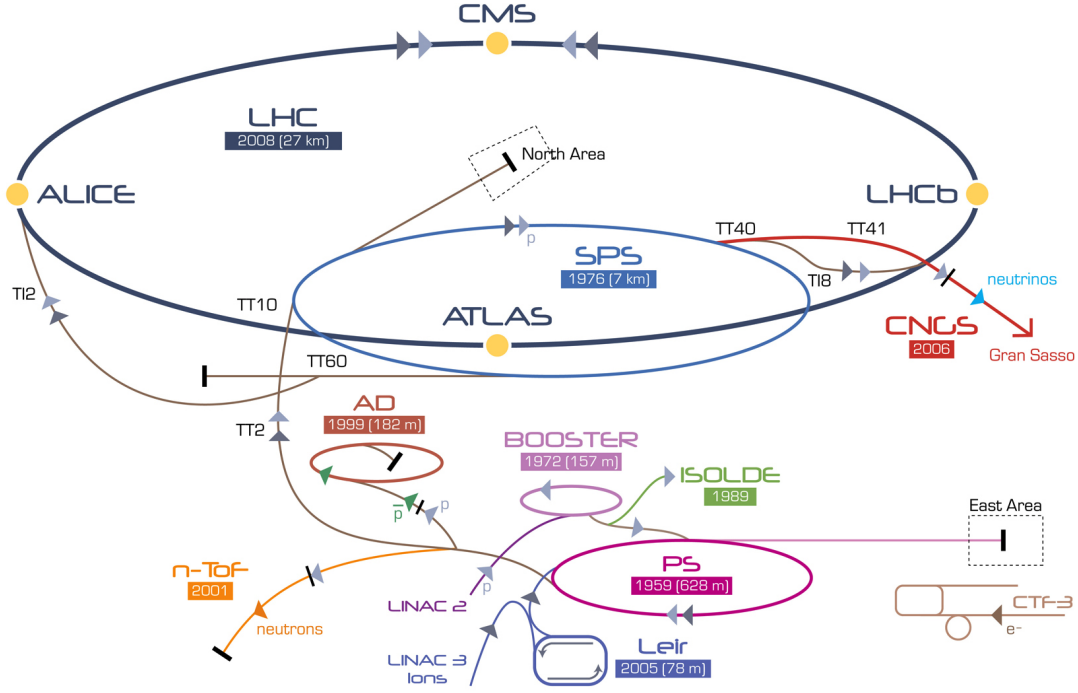 CMS
LHC
2008 (27 km)
North Area
ALICE
LHCb
TT40
TT41
SPS
1976 (7 km)
p
TI8
TI2
TT10
neutrinos
ATLAS
CNGS
2006
Gran Sasso
TT60
AD
1999 (182 m)
TT2
BOOSTER
1972 (157 m)
ISOLDE
1989
p
p
East Area
n-ToF
2001
PS
1959 (628 m)
LINAC 2
p
neutrons
CTF-3
e-
LINAC 3
Ions
Leir
2005 (78 m)